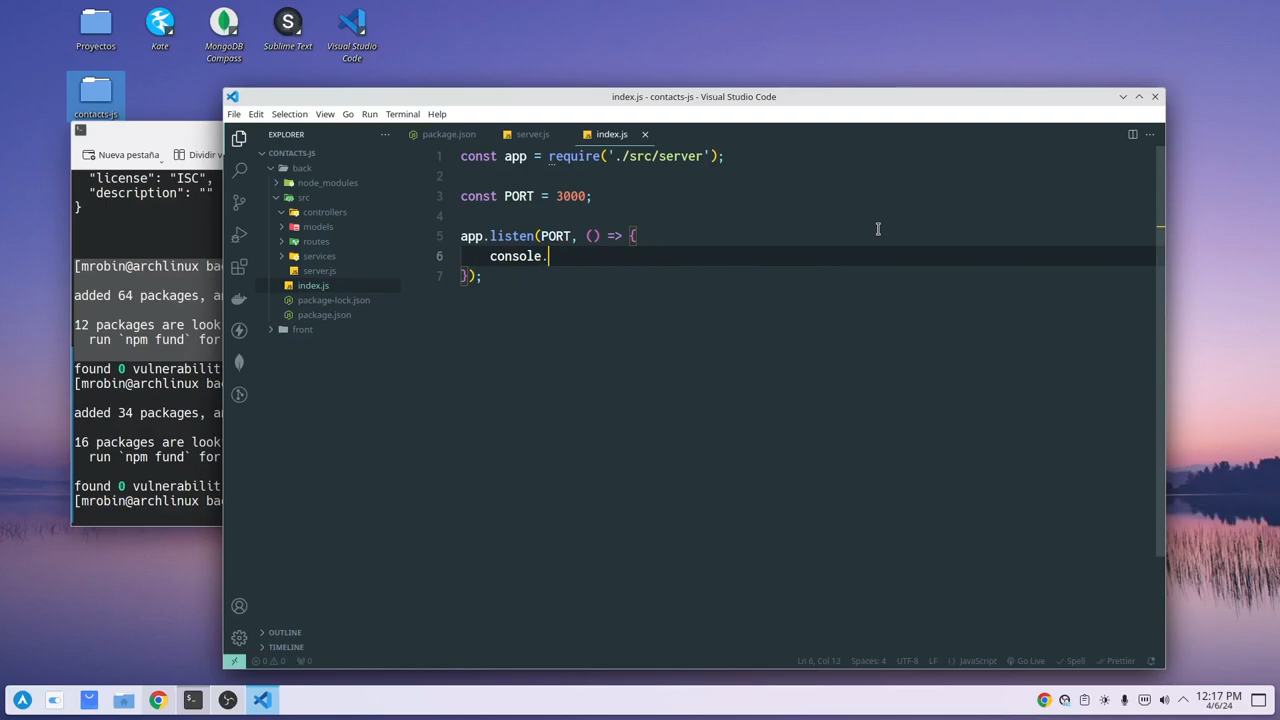 Proyectos
Kate
MongoDB
Compass
Sublime Text
Visual Studio
Code
contacts-js
index.js - contacts-js - Visual Studio Code
File Edit Selection View Go Run Terminal Help
Nueva pestaña
Dividir v
"license": "ISC",
"description": ""
}
[mrobin@archlinux ba
added 64 packages, a
12 packages are look
run `npm fund` for
found 0 vulnerabilit
[mrobin@archlinux ba
added 34 packages, a
16 packages are look
run `npm fund` for
found 0 vulnerabilit
[mrobin@archlinux ba
EXPLORER
CONTACTS-JS
back
node_modules
src
controllers
models
routes
services
server.js
index.js
package-lock.json
package.json
front
OUTLINE
TIMELINE
package.json server.js index.js
1 const app = require('./src/server');
2
3 const PORT = 3000;
4
5 app.listen(PORT, () => {
6 console.
7 });
0 0 0
Ln 6, Col 13 Spaces: 4 UTF-8 LF {} JavaScript Go Live Spell Prettier
12:17 PM
4/6/24